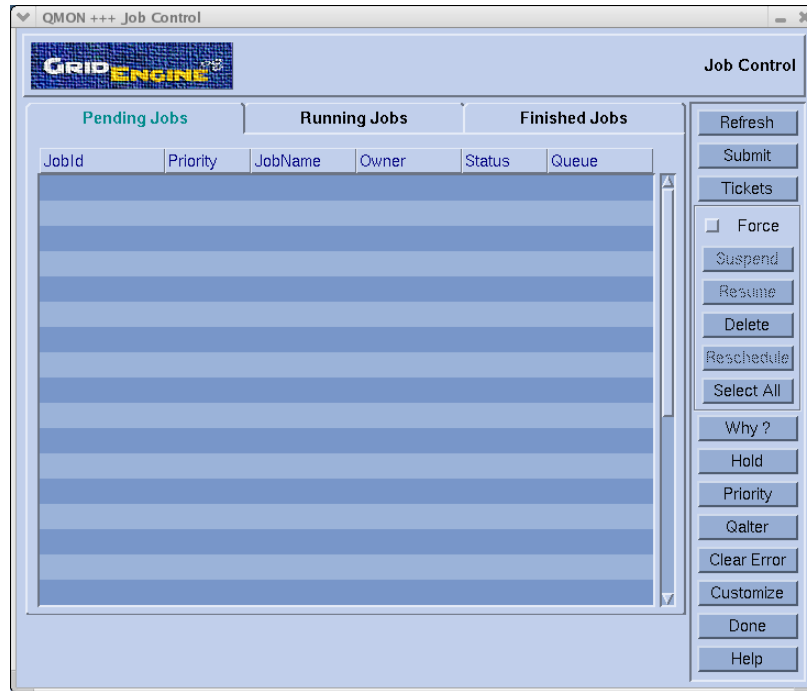 QMON +++ Job Control
GRID ENGINE
Job Control
Pending Jobs
Running Jobs
Finished Jobs
JobId Priority JobName Owner Status Queue
Refresh
Submit
Tickets
Force
Suspend
Resume
Delete
Reschedule
Select All
Why ?
Hold
Priority
Qalter
Clear Error
Customize
Done
Help